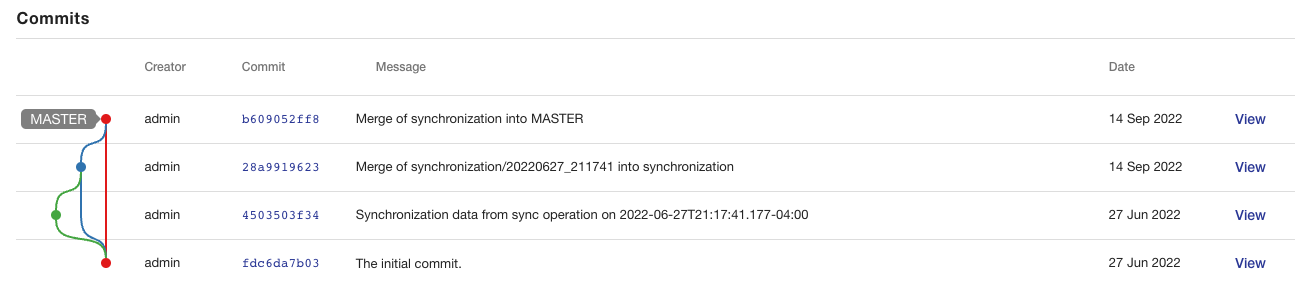 Commits
Creator Commit Message Date
MASTER admin b609052ff8 Merge of synchronization into MASTER 14 Sep 2022 View
admin 28a9919623 Merge of synchronization/20220627_211741 into synchronization 14 Sep 2022 View
admin 4503503f34 Synchronization data from sync operation on 2022-06-27T21:17:41.177-04:00 27 Jun 2022 View
admin fdc6da7b03 The initial commit. 27 Jun 2022 View